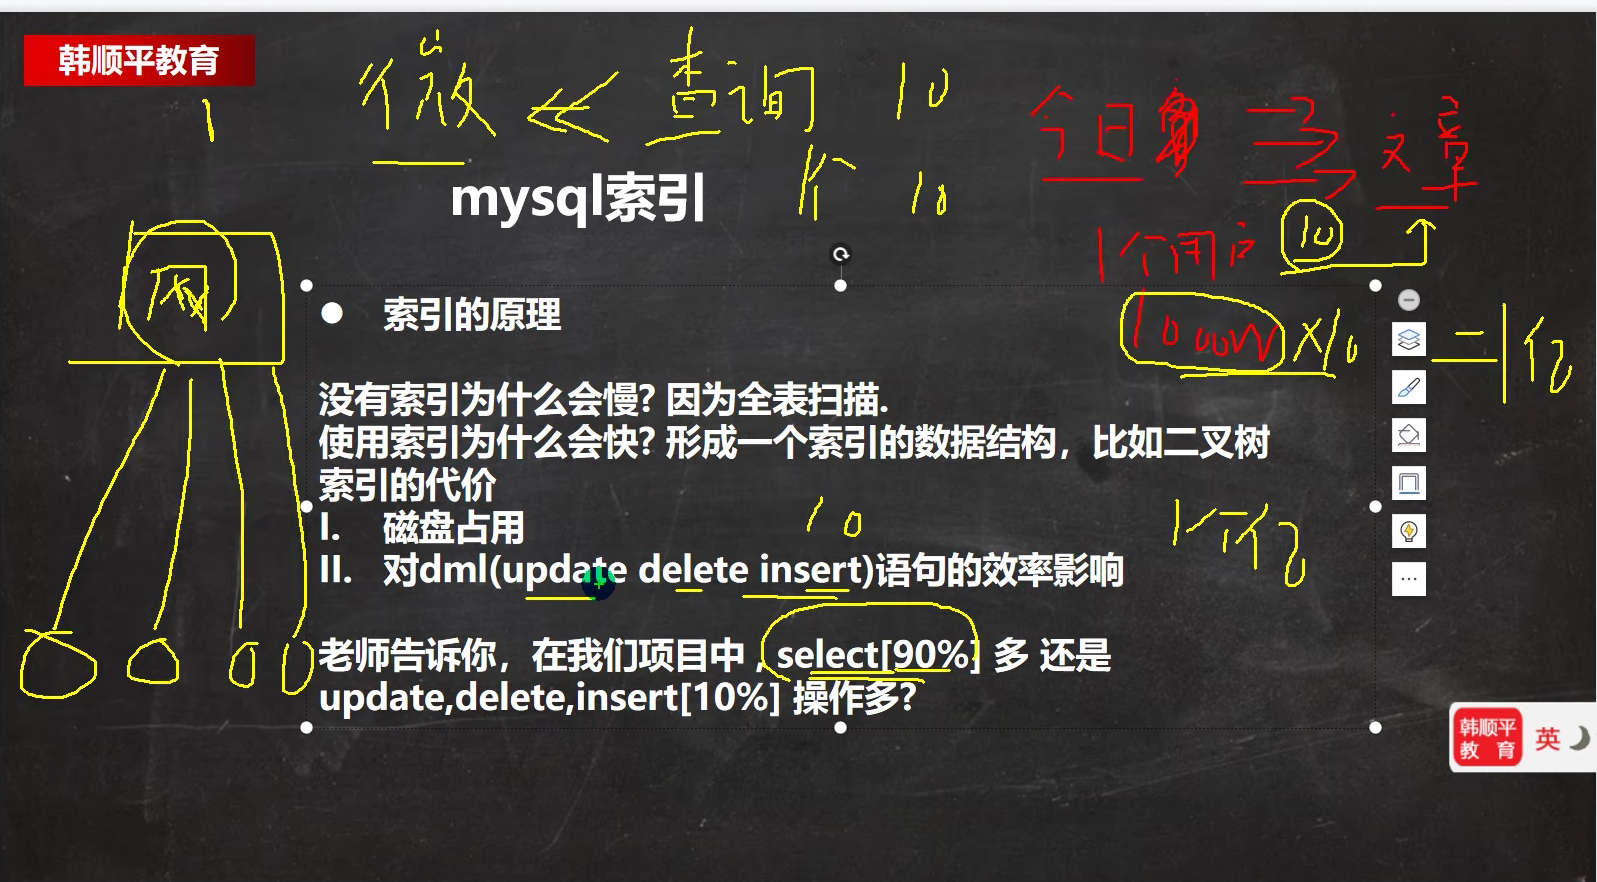 韩顺平教育
1
修改 << 查询 10
个 10
今日头 文章
mysql索引
1个用户 10
● 索引的原理
1000W × 10 = 1亿
没有索引为什么会慢? 因为全表扫描.
使用索引为什么会快? 形成一个索引的数据结构，比如二叉树
索引的代价
I. 磁盘占用
10
II. 对dml(update delete insert)语句的效率影响
老师告诉你，在我们项目中 , select[90%] 多 还是
update,delete,insert[10%] 操作多?
韩顺平
教 育
英